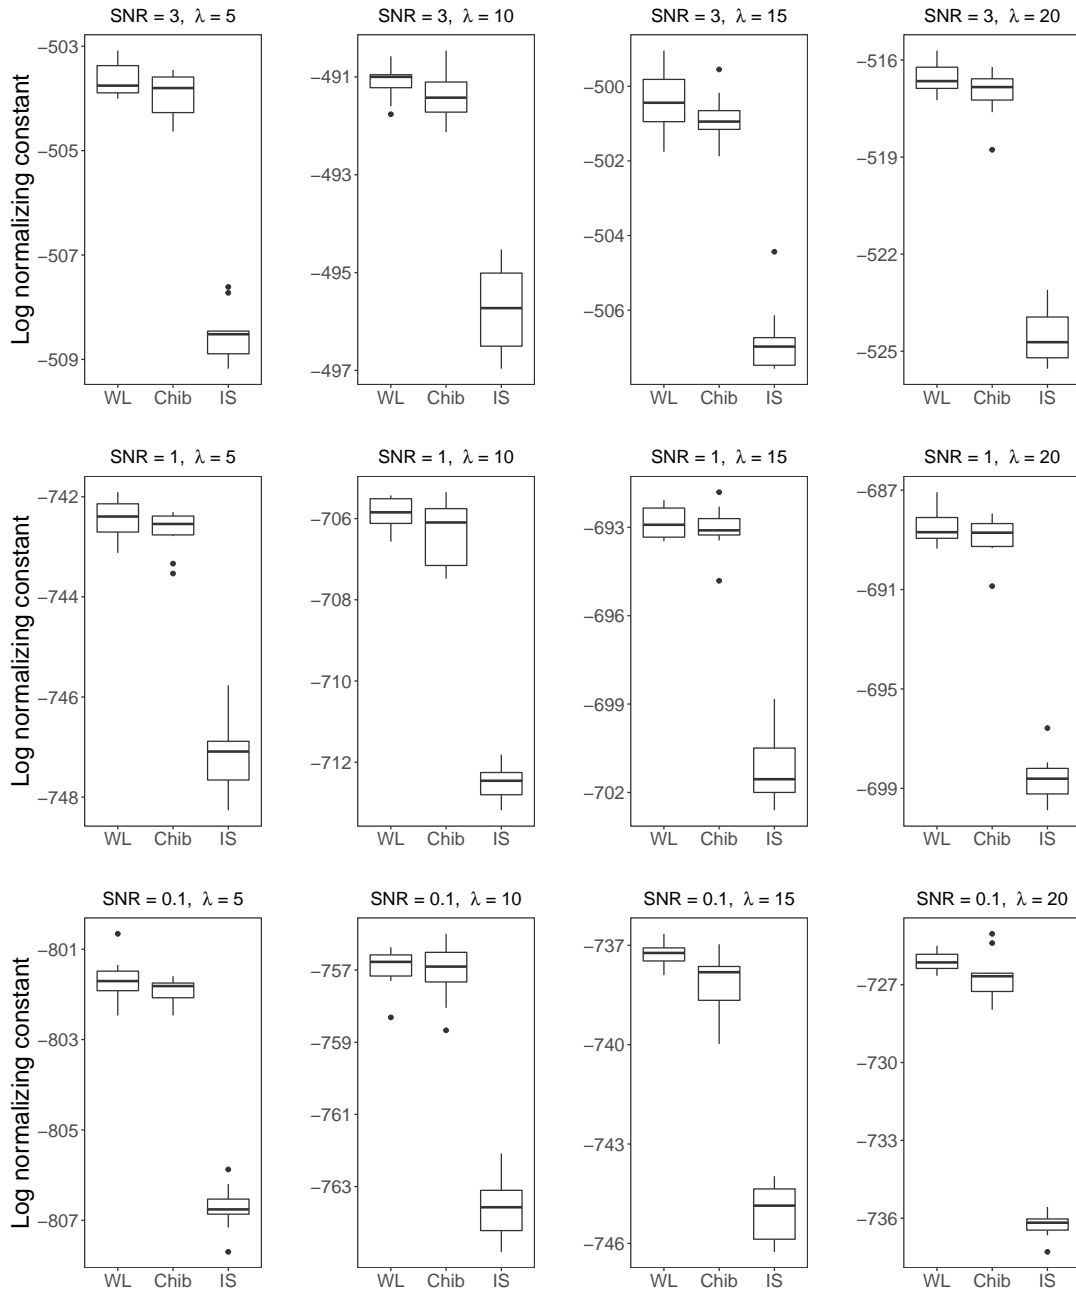 SNR = 3, λ = 5
SNR = 3, λ = 10
SNR = 3, λ = 15
SNR = 3, λ = 20
Log normalizing constant
−503
−505
−507
−509
WL Chib IS
−491
−493
−495
−497
WL Chib IS
−500
−502
−504
−506
WL Chib IS
−516
−519
−522
−525
WL Chib IS
SNR = 1, λ = 5
SNR = 1, λ = 10
SNR = 1, λ = 15
SNR = 1, λ = 20
Log normalizing constant
−742
−744
−746
−748
WL Chib IS
−706
−708
−710
−712
WL Chib IS
−693
−696
−699
−702
WL Chib IS
−687
−691
−695
−699
WL Chib IS
SNR = 0.1, λ = 5
SNR = 0.1, λ = 10
SNR = 0.1, λ = 15
SNR = 0.1, λ = 20
Log normalizing constant
−801
−803
−805
−807
WL Chib IS
−757
−759
−761
−763
WL Chib IS
−737
−740
−743
−746
WL Chib IS
−727
−730
−733
−736
WL Chib IS